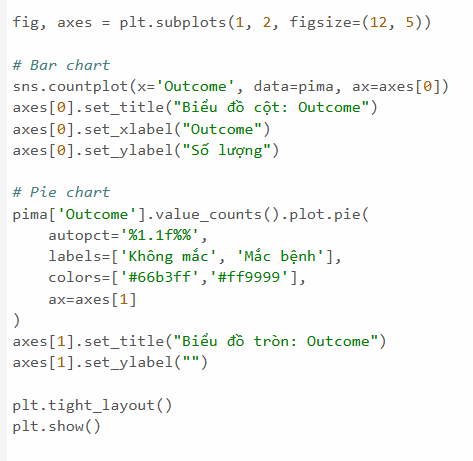 fig, axes = plt.subplots(1, 2, figsize=(12, 5))

# Bar chart
sns.countplot(x='Outcome', data=pima, ax=axes[0])
axes[0].set_title("Biểu đồ cột: Outcome")
axes[0].set_xlabel("Outcome")
axes[0].set_ylabel("Số lượng")

# Pie chart
pima['Outcome'].value_counts().plot.pie(
    autopct='%1.1f%%',
    labels=['Không mắc', 'Mắc bệnh'],
    colors=['#66b3ff','#ff9999'],
    ax=axes[1]
)
axes[1].set_title("Biểu đồ tròn: Outcome")
axes[1].set_ylabel("")

plt.tight_layout()
plt.show()